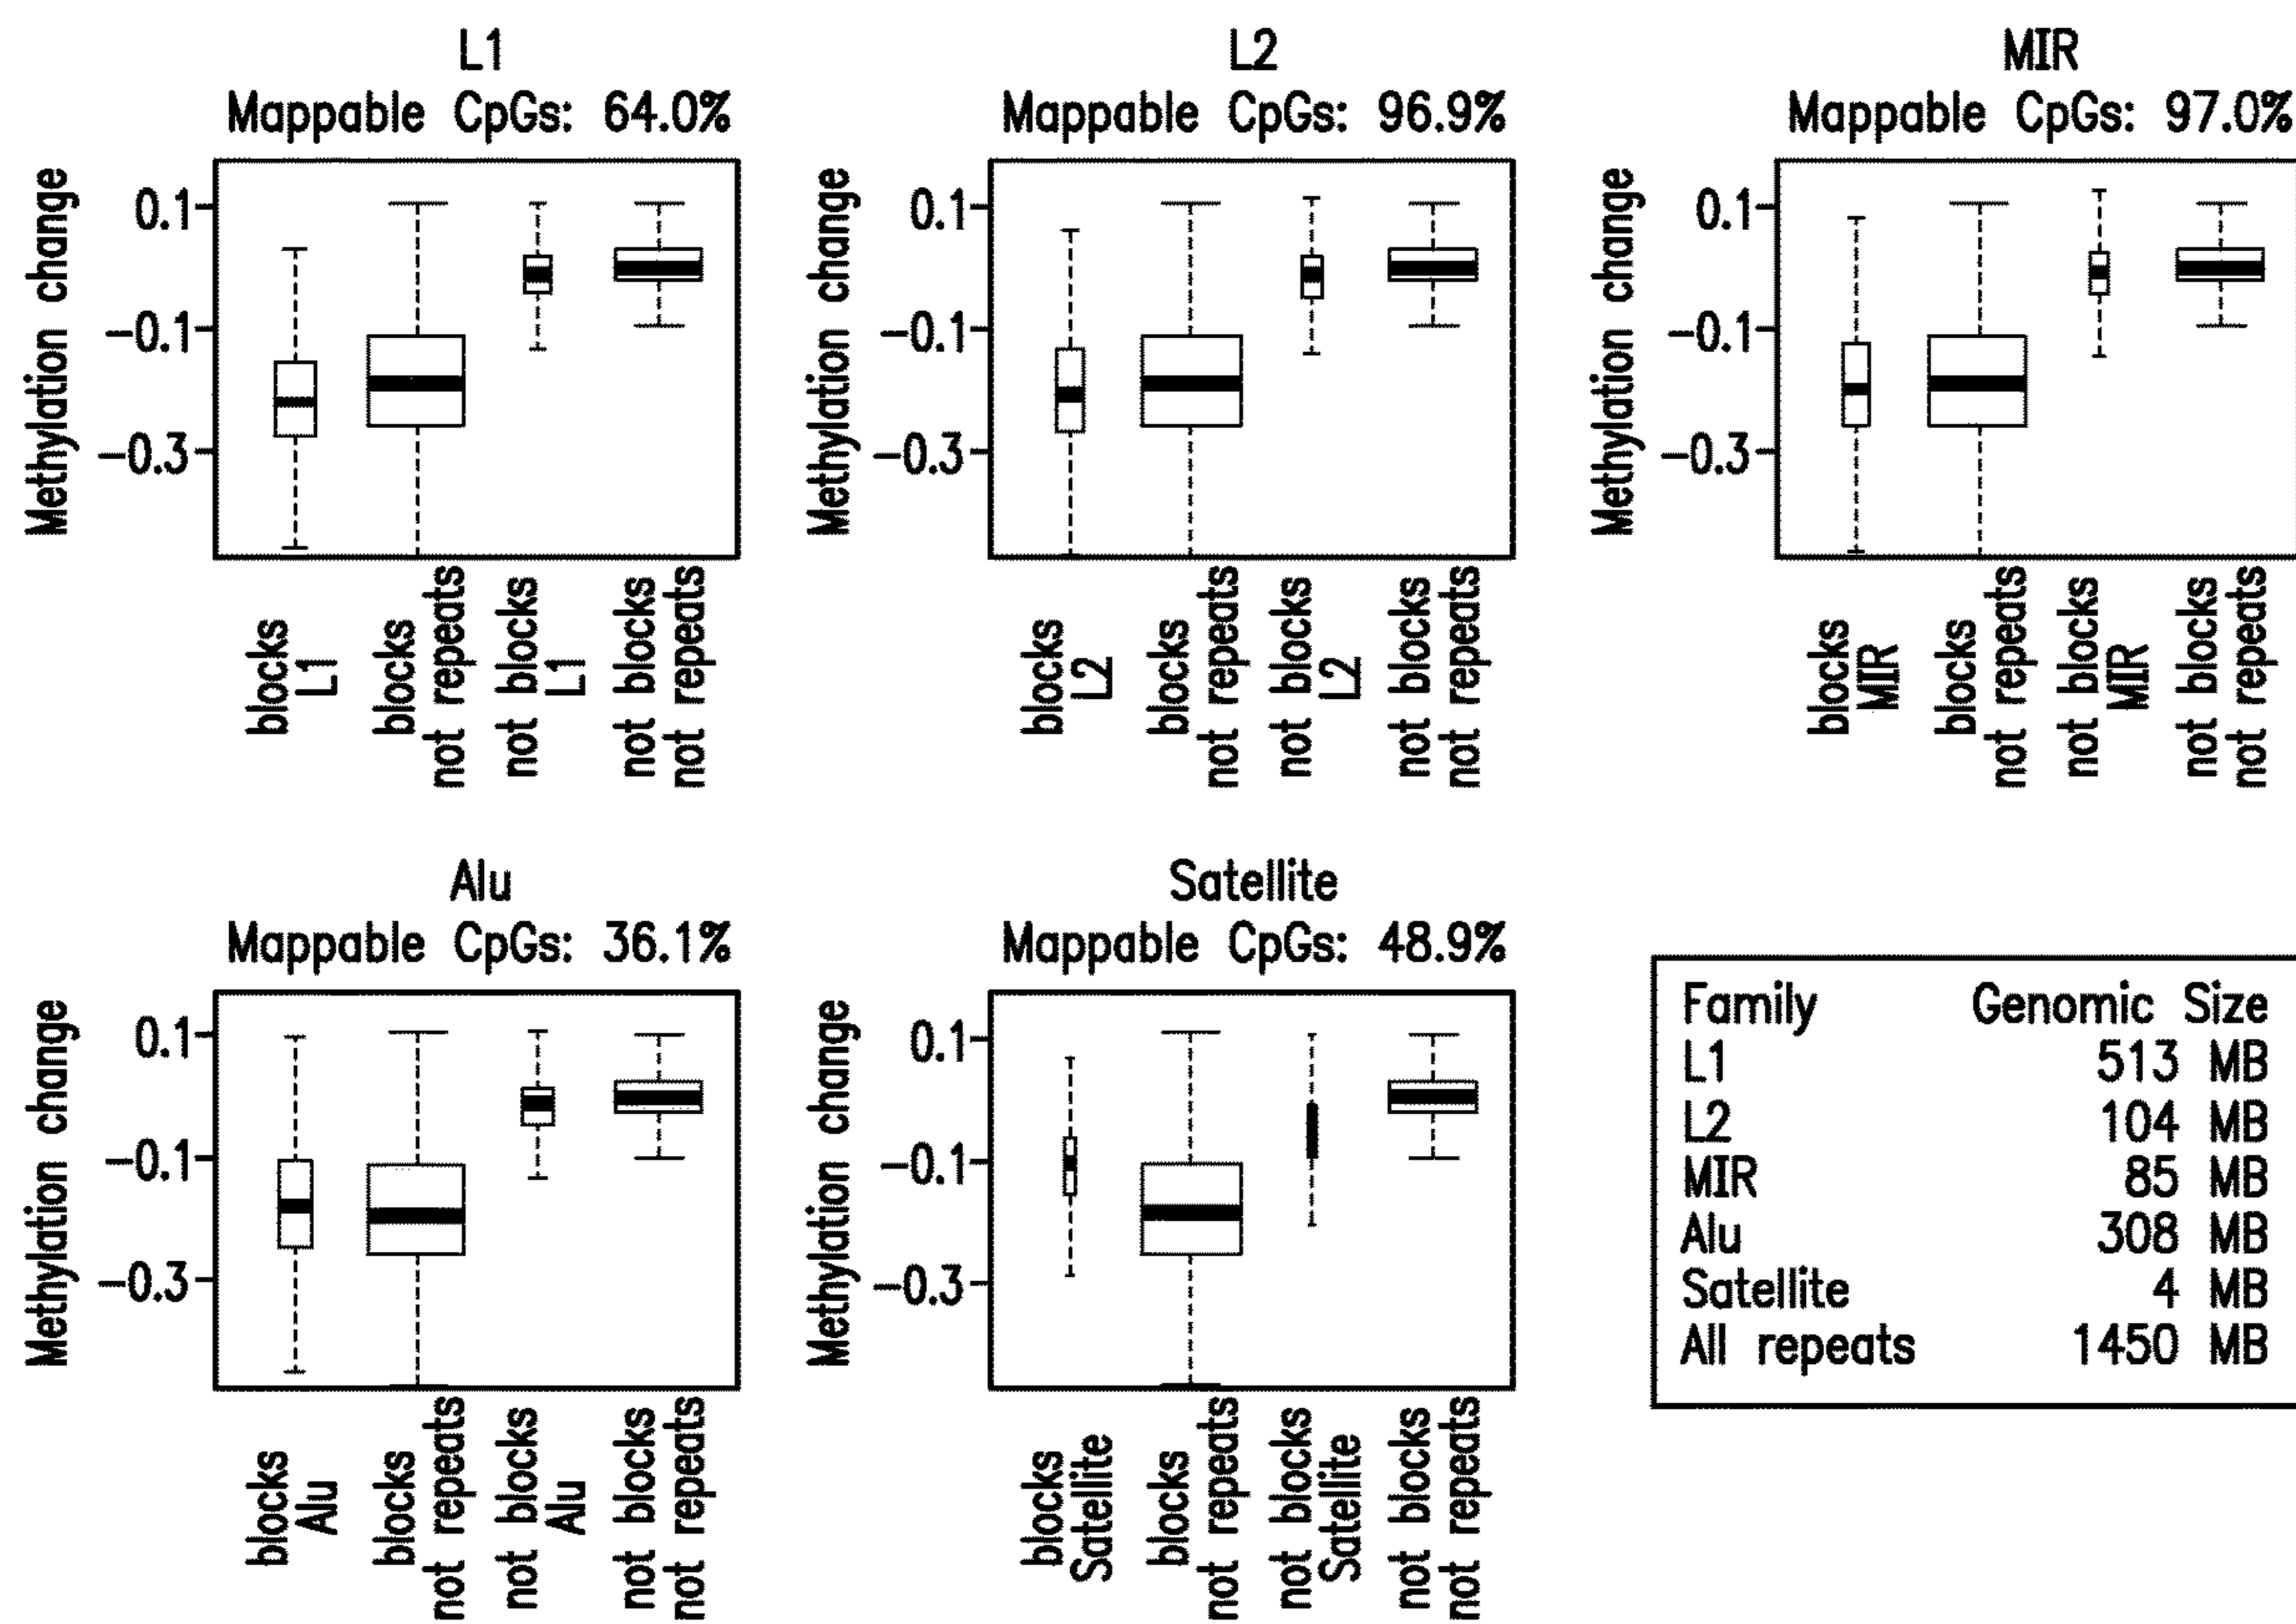 L1
Mappable CpGs: 64.0%
Methylation change
0.1
-0.1
-0.3
blocks
L1
blocks
not repeats
not blocks
L1
not blocks
not repeats
L2
Mappable CpGs: 96.9%
Methylation change
0.1
-0.1
-0.3
blocks
L2
blocks
not repeats
not blocks
L2
not blocks
not repeats
MIR
Mappable CpGs: 97.0%
Methylation change
0.1
-0.1
-0.3
blocks
MIR
blocks
not repeats
not blocks
MIR
not blocks
not repeats
Alu
Mappable CpGs: 36.1%
Methylation change
0.1
-0.1
-0.3
blocks
Alu
blocks
not repeats
not blocks
Alu
not blocks
not repeats
Satellite
Mappable CpGs: 48.9%
Methylation change
0.1
-0.1
-0.3
blocks
Satellite
blocks
not repeats
not blocks
Satellite
not blocks
not repeats
Family Genomic Size
L1 513 MB
L2 104 MB
MIR 85 MB
Alu 308 MB
Satellite 4 MB
All repeats 1450 MB